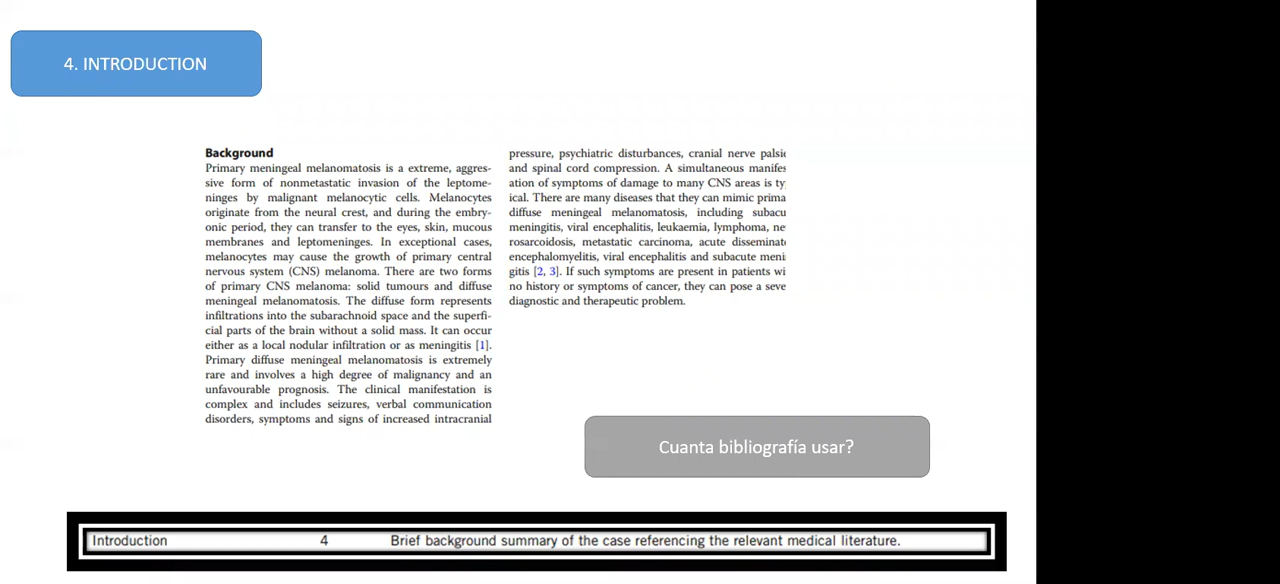 4. INTRODUCTION
Background
Primary meningeal melanomatosis is a extreme, aggres-
sive form of nonmetastatic invasion of the leptome-
ninges by malignant melanocytic cells. Melanocytes
originate from the neural crest, and during the embry-
onic period, they can transfer to the eyes, skin, mucous
membranes and leptomeninges. In exceptional cases,
melanocytes may cause the growth of primary central
nervous system (CNS) melanoma. There are two forms
of primary CNS melanoma: solid tumours and diffuse
meningeal melanomatosis. The diffuse form represents
infiltrations into the subarachnoid space and the superfi-
cial parts of the brain without a solid mass. It can occur
either as a local nodular infiltration or as meningitis [1].
Primary diffuse meningeal melanomatosis is extremely
rare and involves a high degree of malignancy and an
unfavourable prognosis. The clinical manifestation is
complex and includes seizures, verbal communication
disorders, symptoms and signs of increased intracranial
pressure, psychiatric disturbances, cranial nerve palsie
and spinal cord compression. A simultaneous manifes
ation of symptoms of damage to many CNS areas is ty
ical. There are many diseases that they can mimic prima
diffuse meningeal melanomatosis, including subacu
meningitis, viral encephalitis, leukaemia, lymphoma, ne
rosarcoidosis, metastatic carcinoma, acute disseminate
encephalomyelitis, viral encephalitis and subacute meni
gitis [2, 3]. If such symptoms are present in patients wi
no history or symptoms of cancer, they can pose a seve
diagnostic and therapeutic problem.
Cuanta bibliografía usar?
Introduction 4 Brief background summary of the case referencing the relevant medical literature.